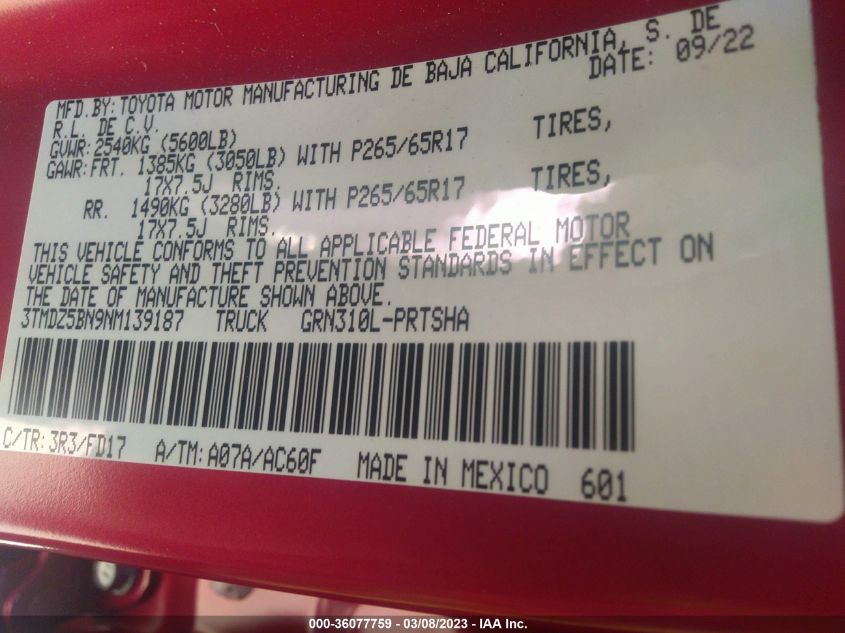 MFD.BY: TOYOTA MOTOR MANUFACTURING DE BAJA CALIFORNIA, S. DE
R.L. DE C.V. DATE: 09/22
GVWR: 2540KG (5600LB)
GAWR: FRT. 1385KG (3050LB) WITH P265/65R17 TIRES,
17X7.5J RIMS.
RR. 1490KG (3280LB) WITH P265/65R17 TIRES,
17X7.5J RIMS.
THIS VEHICLE CONFORMS TO ALL APPLICABLE FEDERAL MOTOR
VEHICLE SAFETY AND THEFT PREVENTION STANDARDS IN EFFECT ON
THE DATE OF MANUFACTURE SHOWN ABOVE.
3TMDZ5BN9NM139187 TRUCK GRN310L-PRTSHA
C/TR: 3R3/FD17 A/TM: A07A/AC60F MADE IN MEXICO 601
000-36077759 - 03/08/2023 - IAA Inc.